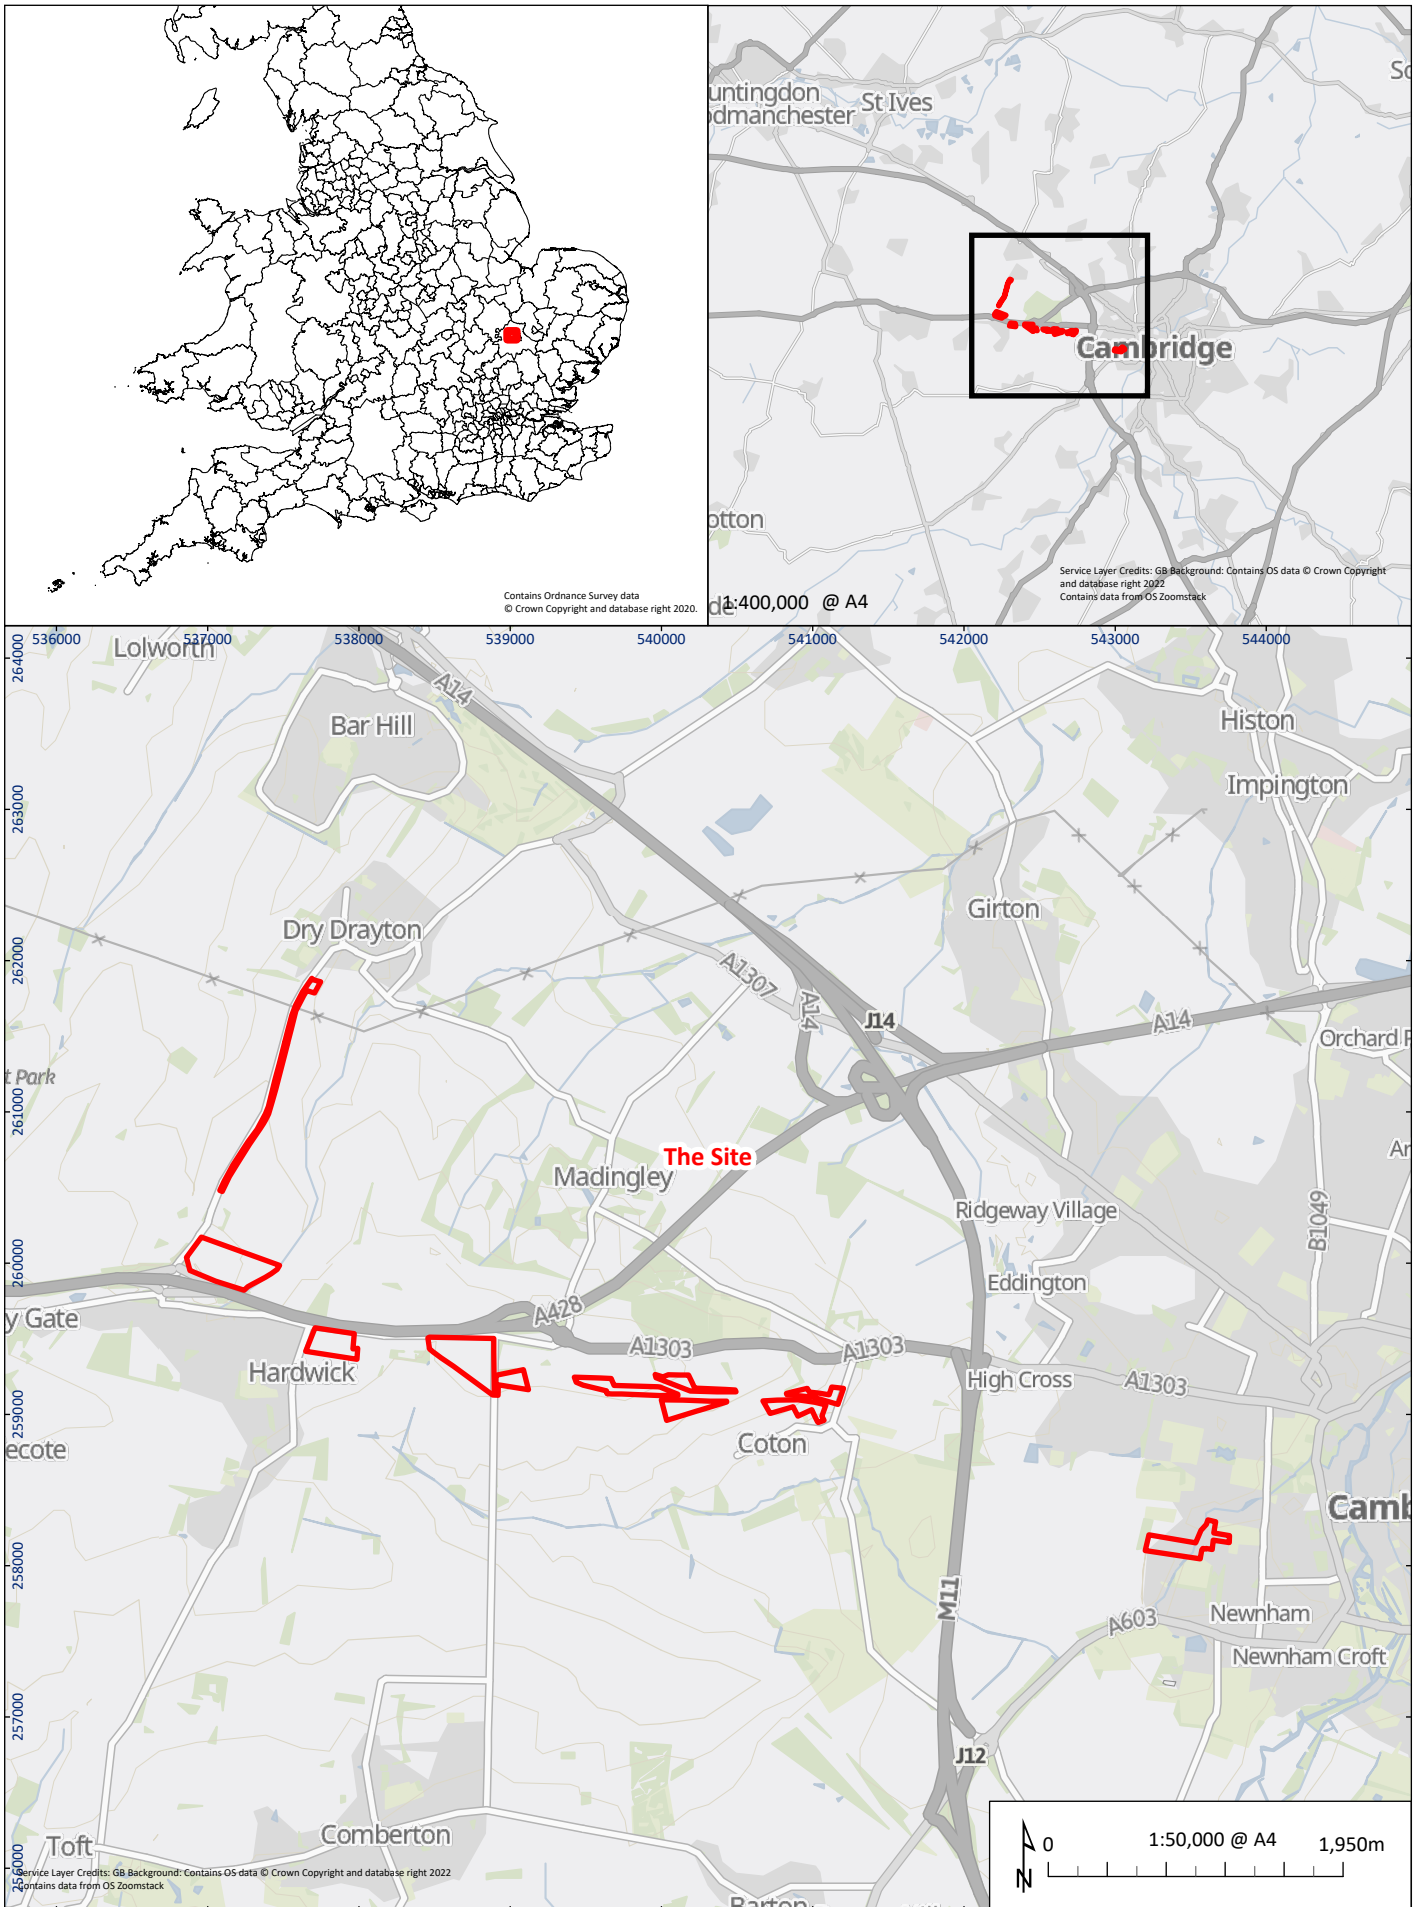 Contains Ordnance Survey data
© Crown Copyright and database right 2020.
untingdon
odmanchester
St Ives
Cambridge
otton
Service Layer Credits: GB Background: Contains OS data © Crown Copyright
and database right 2022
Contains data from OS Zoomstack
1:400,000 @ A4
536000
537000
538000
539000
540000
541000
542000
543000
544000
264000
263000
262000
261000
260000
259000
258000
257000
256000
Lolworth
A14
Bar Hill
Histon
Impington
Girton
Dry Drayton
A1307
A14
J14
A14
Orchard P
t Park
The Site
Madingley
Ridgeway Village
B1049
Eddington
y Gate
A428
A1303
A1303
Hardwick
High Cross
A1303
ecote
Coton
Camb
M11
A603
Newnham
Newnham Croft
J12
Toft
Comberton
Barton
Service Layer Credits: GB Background: Contains OS data © Crown Copyright and database right 2022
Contains data from OS Zoomstack
N
0
1:50,000 @ A4
1,950m